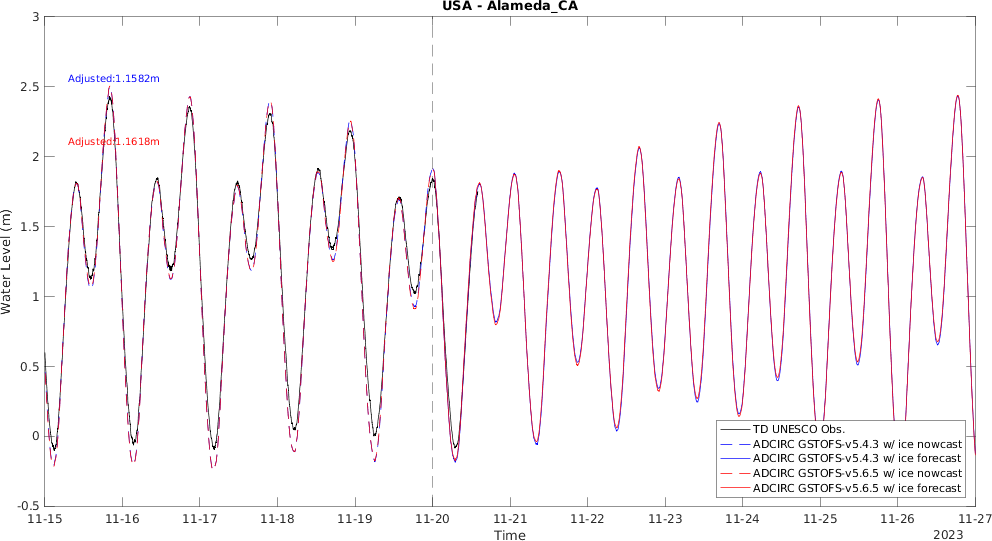 USA - Alameda_CA
3
2.5
2
1.5
1
0.5
0
-0.5
Water Level (m)
Adjusted:1.1582m
Adjusted:1.1618m
TD UNESCO Obs.
ADCIRC GSTOFS-v5.4.3 w/ ice nowcast
ADCIRC GSTOFS-v5.4.3 w/ ice forecast
ADCIRC GSTOFS-v5.6.5 w/ ice nowcast
ADCIRC GSTOFS-v5.6.5 w/ ice forecast
11-15 11-16 11-17 11-18 11-19 11-20 11-21 11-22 11-23 11-24 11-25 11-26 11-27
Time
2023